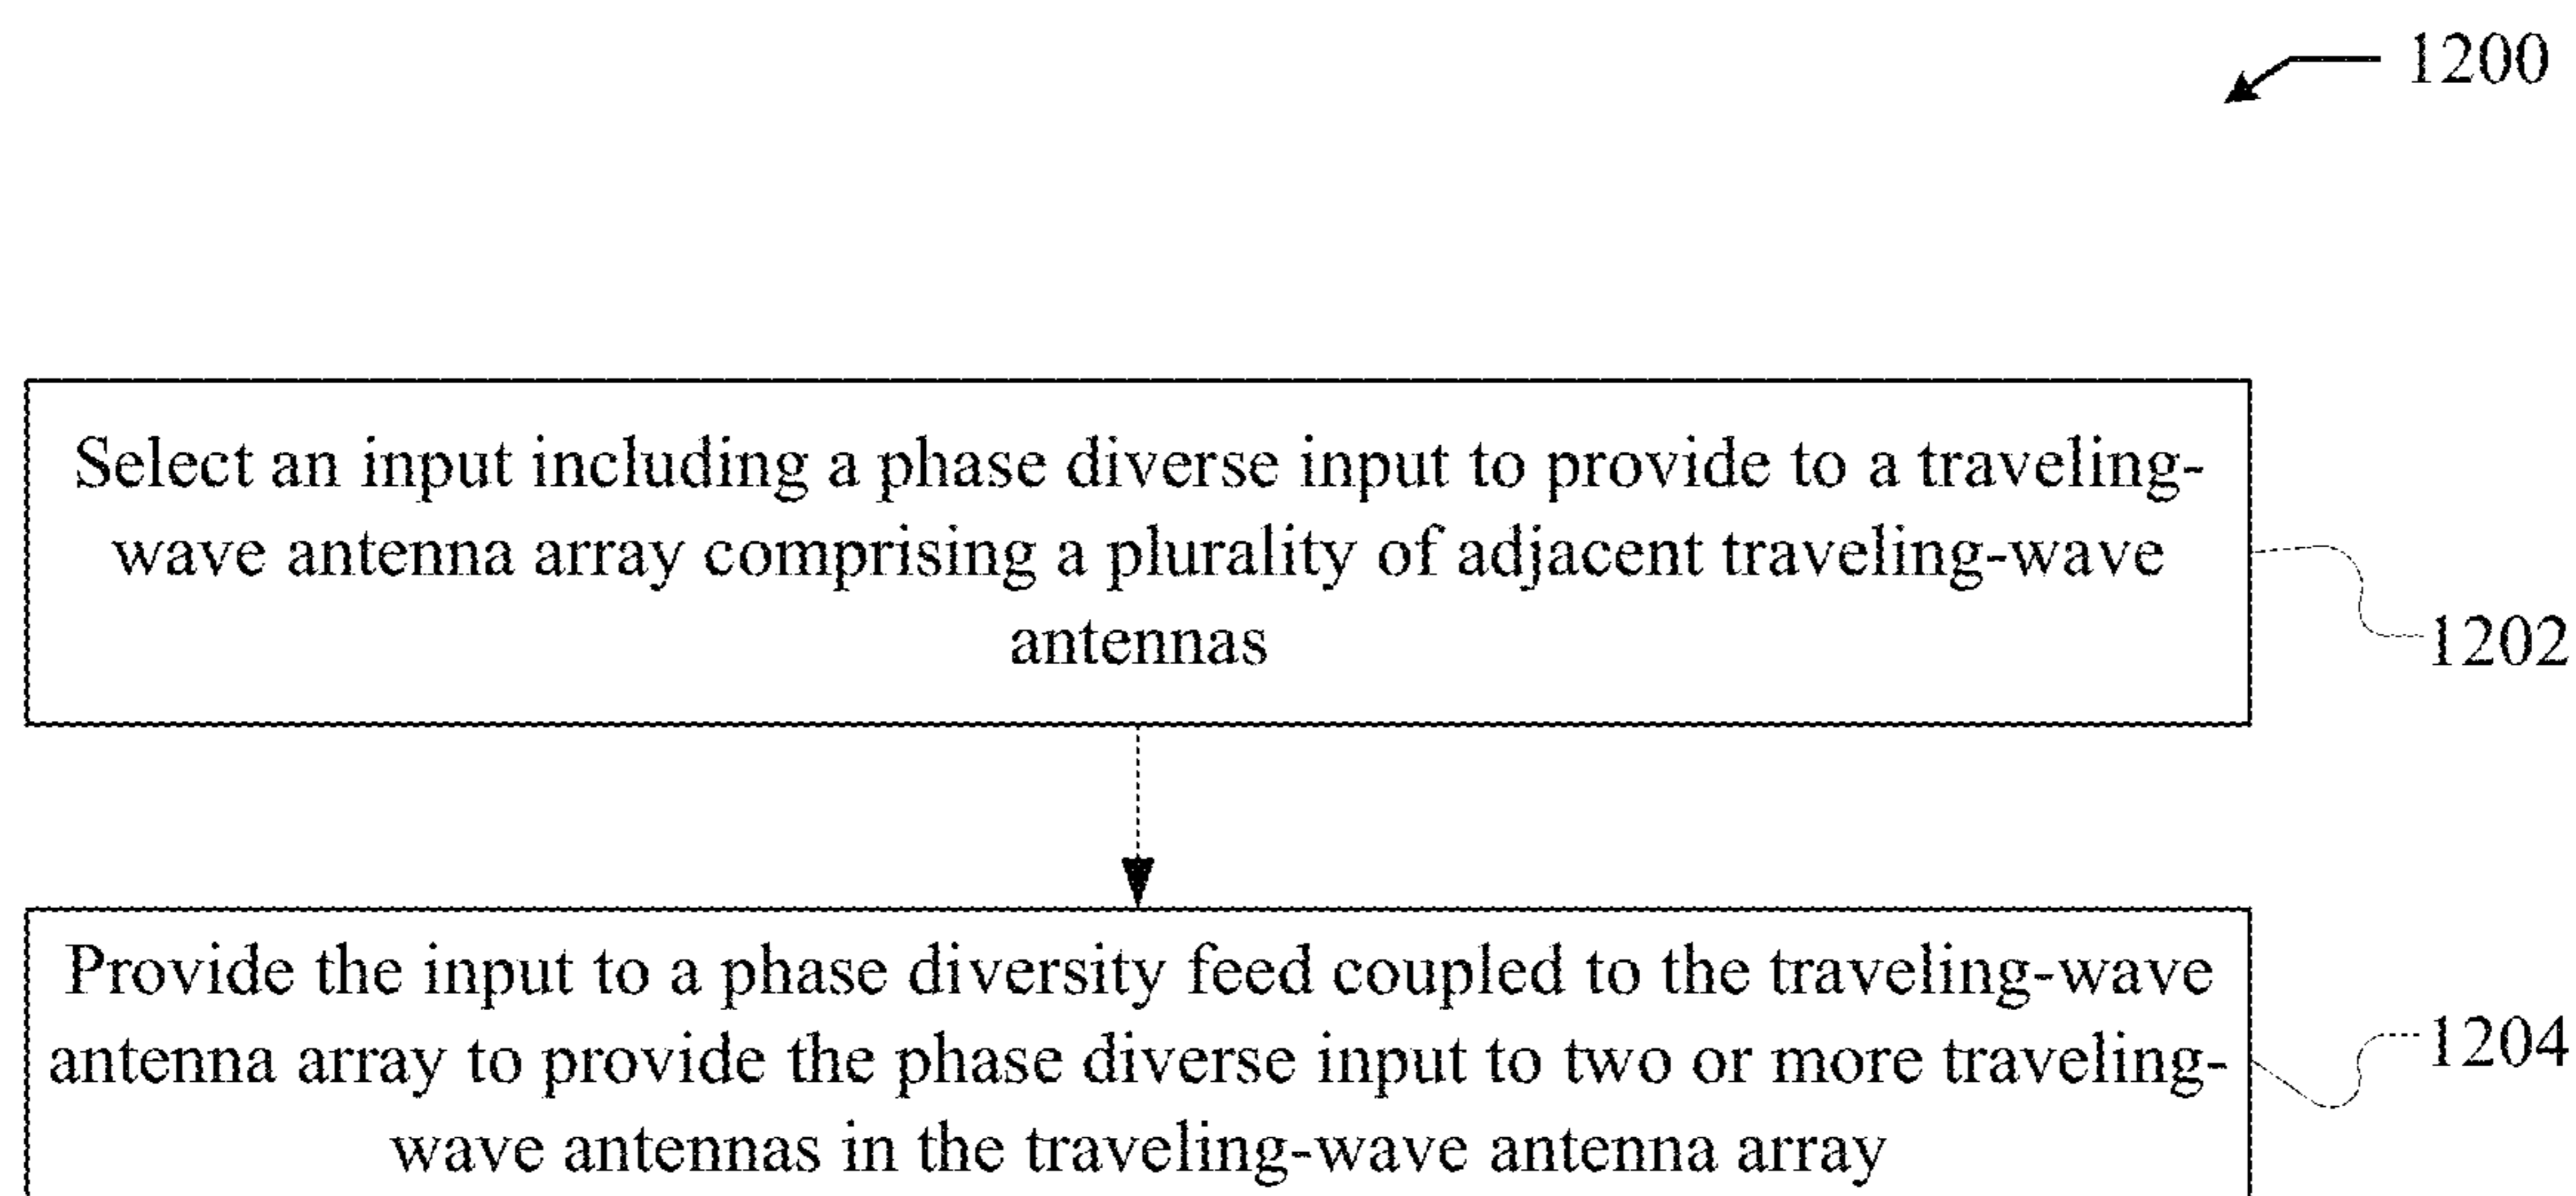 1200
Select an input including a phase diverse input to provide to a traveling-
wave antenna array comprising a plurality of adjacent traveling-wave
antennas
1202
Provide the input to a phase diversity feed coupled to the traveling-wave
antenna array to provide the phase diverse input to two or more traveling-
wave antennas in the traveling-wave antenna array
1204